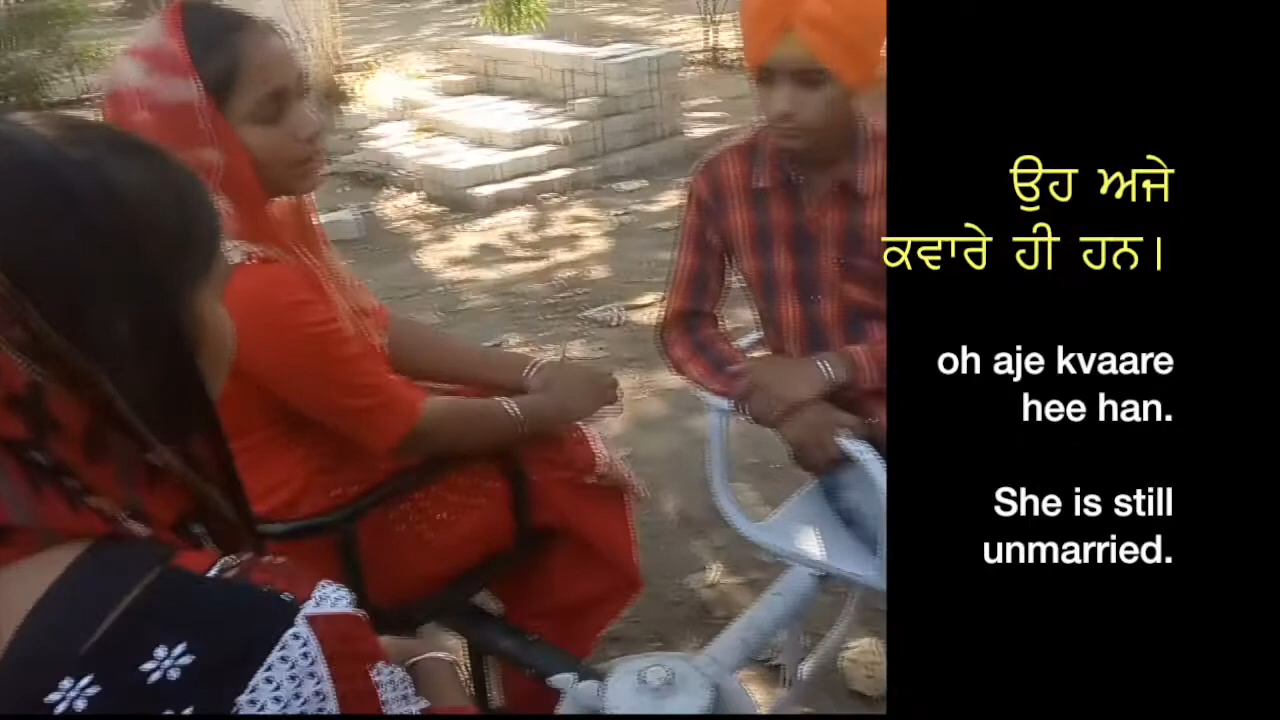 ਉਹ ਅਜੇ
ਕਵਾਰੇ ਹੀ ਹਨ।
oh aje kvaare
hee han.
She is still
unmarried.